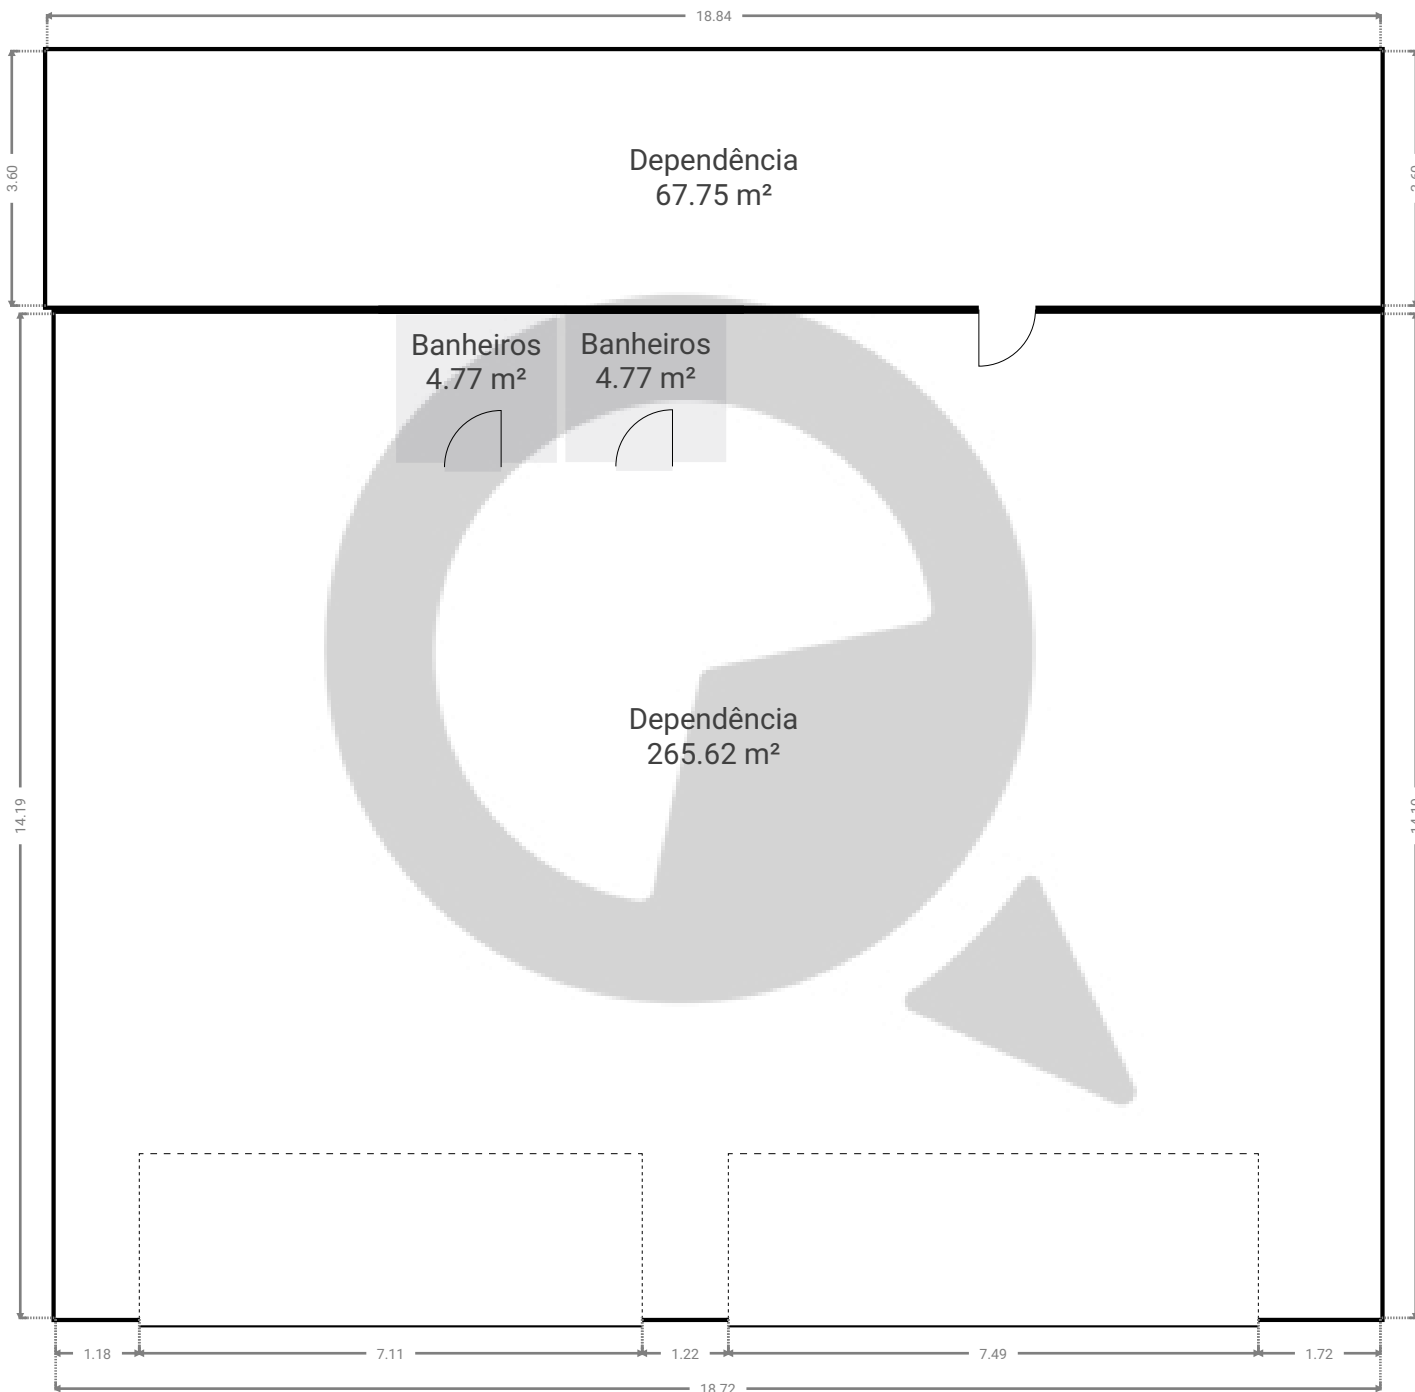 18.84
3.60
Dependência
67.75 m²
Banheiros
4.77 m²
Banheiros
4.77 m²
Dependência
265.62 m²
14.19
1.18
7.11
1.22
7.49
1.72
18.72